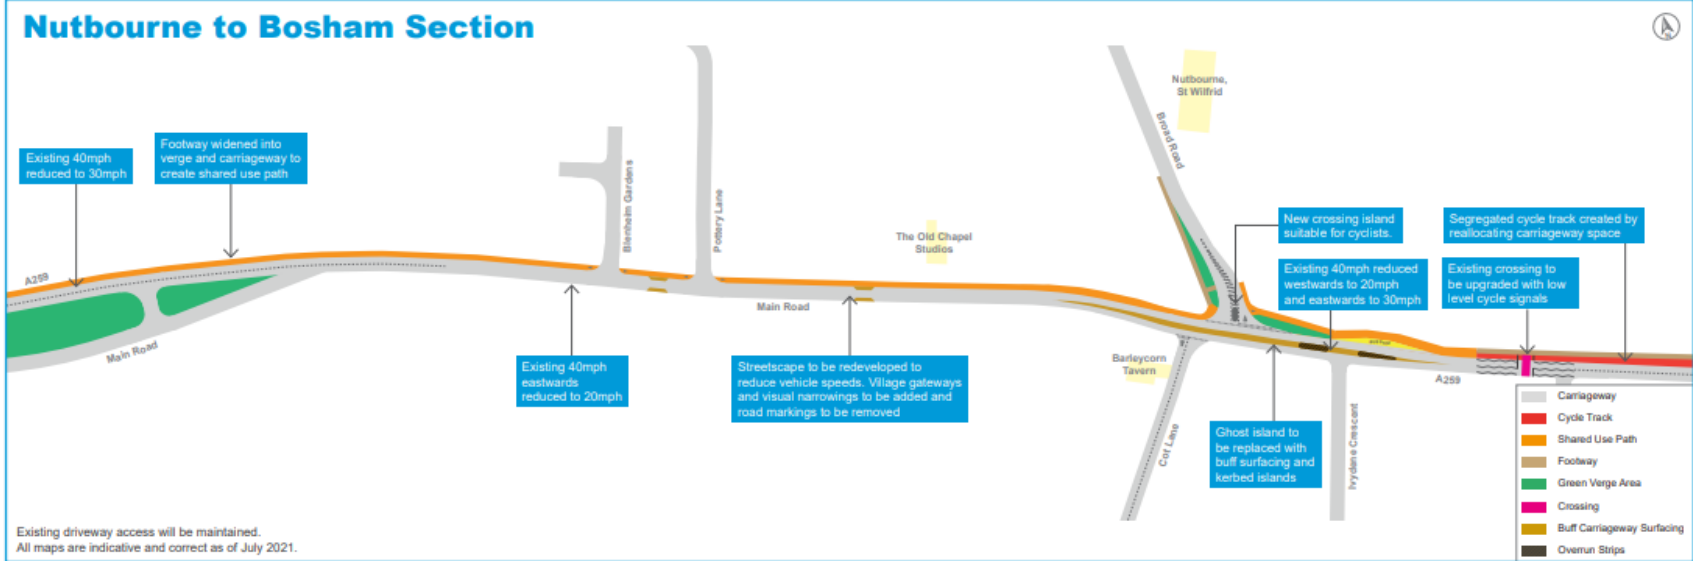 Nutbourne to Bosham Section
Nutbourne,
St Wilfrid
Broad Road
Existing 40mph
reduced to 30mph
Footway widened into
verge and carriageway to
create shared use path
Blenheim Gardens
Pottery Lane
The Old Chapel
Studios
New crossing island
suitable for cyclists.
Segregated cycle track created by
reallocating carriageway space
Existing 40mph reduced
westwards to 20mph
and eastwards to 30mph
Existing crossing to
be upgraded with low
level cycle signals
A259
Main Road
Main Road
Existing 40mph
eastwards
reduced to 20mph
Streetscape to be redeveloped to
reduce vehicle speeds. Village gateways
and visual narrowings to be added and
road markings to be removed
Barleycorn
Tavern
A259
Cot Lane
Ghost island to
be replaced with
buff surfacing and
kerbed islands
Ivydene Crescent
Carriageway
Cycle Track
Shared Use Path
Footway
Green Verge Area
Crossing
Buff Carriageway Surfacing
Overrun Strips
Existing driveway access will be maintained.
All maps are indicative and correct as of July 2021.